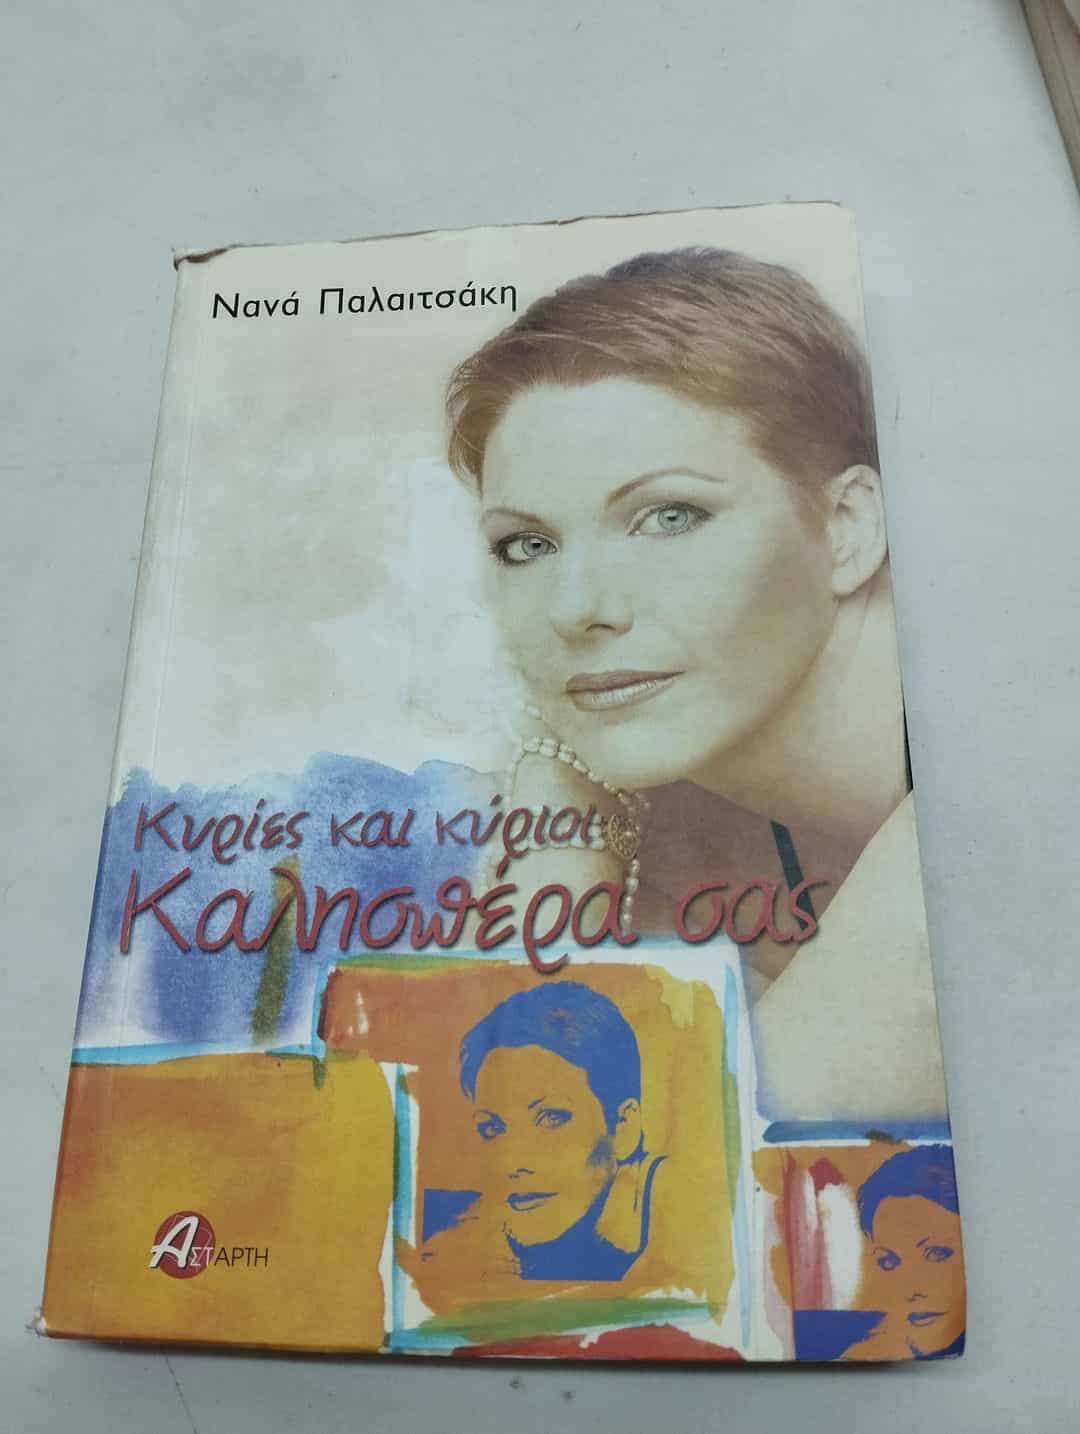 Νανά Παλαιτσάκη
Κυρίες και κύριοι
Καλησπέρα σας
ΑΣΤΑΡΤΗ